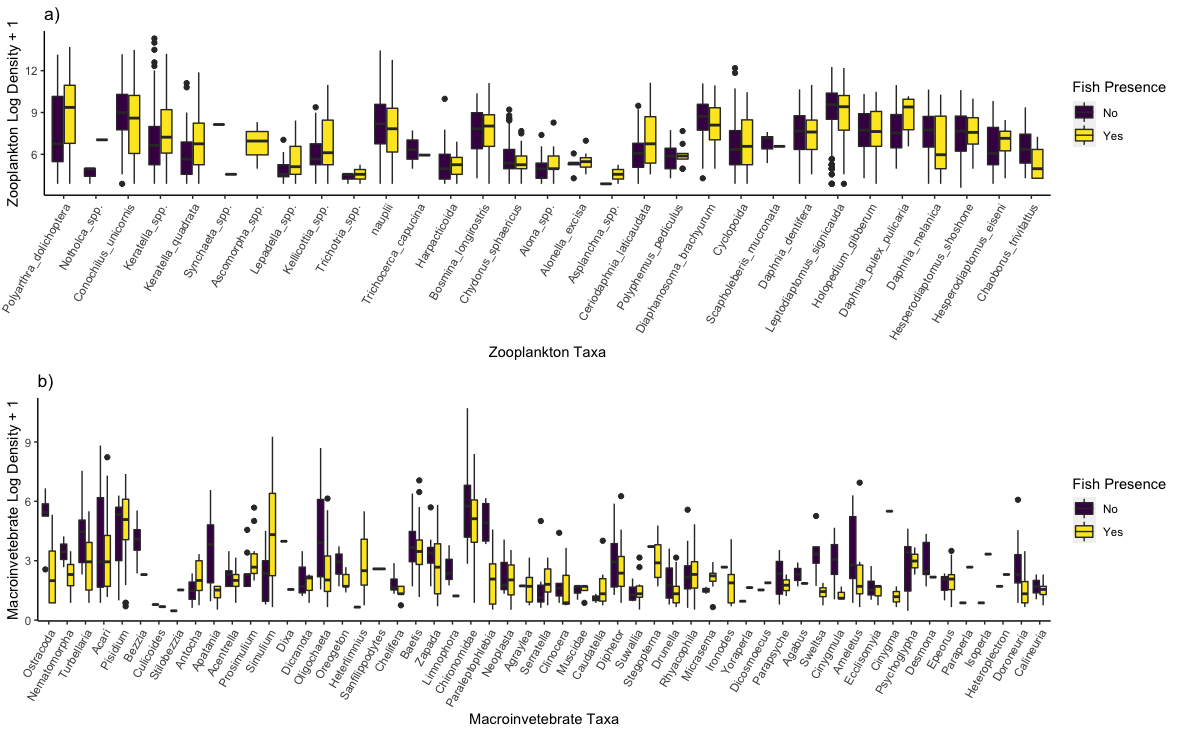 a)
Zooplankton Log Density + 1
12
9
6
Polyarthra_dolichoptera
Notholca_spp.
Conochilus_unicornis
Keratella_spp.
Keratella_quadrata
Synchaeta_spp.
Ascomorpha_spp.
Lepadella_spp.
Kellicottia_spp.
Trichotria_spp.
nauplii
Trichocerca_capucina
Harpacticoida
Bosmina_longirostris
Chydorus_sphaericus
Alona_spp.
Alonella_excisa
Asplanchna_spp.
Ceriodaphnia_laticaudata
Polyphemus_pediculus
Diaphanosoma_brachyurum
Cyclopoida
Scapholeberis_mucronata
Daphnia_dentifera
Leptodiaptomus_signicauda
Holopedium_gibberum
Daphnia_pulex_pulicaria
Daphnia_melanica
Hesperodiaptomus_shoshone
Hesperodiaptomus_eiseni
Chaoborus_trivitattus
Zooplankton Taxa
Fish Presence
No
Yes
b)
Macroinvetebrate Log Density + 1
9
6
3
0
Ostracoda
Nematomorpha
Turbellaria
Acari
Pisidium
Bezzia
Culicoides
Stilobezzia
Antocha
Apatania
Acentrella
Prosimulium
Simulium
Dixa
Dicranota
Oligochaeta
Oreogeton
Heterlimnius
Sanfilippodytes
Chelifera
Baetis
Zapada
Limnophora
Chironomidae
Paraleptophlebia
Neoplasta
Agraylea
Serratella
Clinocera
Muscidae
Caudatella
Diphetor
Suwallia
Stegopterna
Drunella
Rhyacophila
Micrasema
Ironodes
Yoraperla
Dicosmoecus
Parapsyche
Agabus
Sweltsa
Cinygmula
Ameletus
Ecclisomyia
Cinygma
Psychoglypha
Desmona
Epeorus
Paraperla
Isoperla
Heteroplectron
Doroneuria
Calineuria
Macroinvetebrate Taxa
Fish Presence
No
Yes